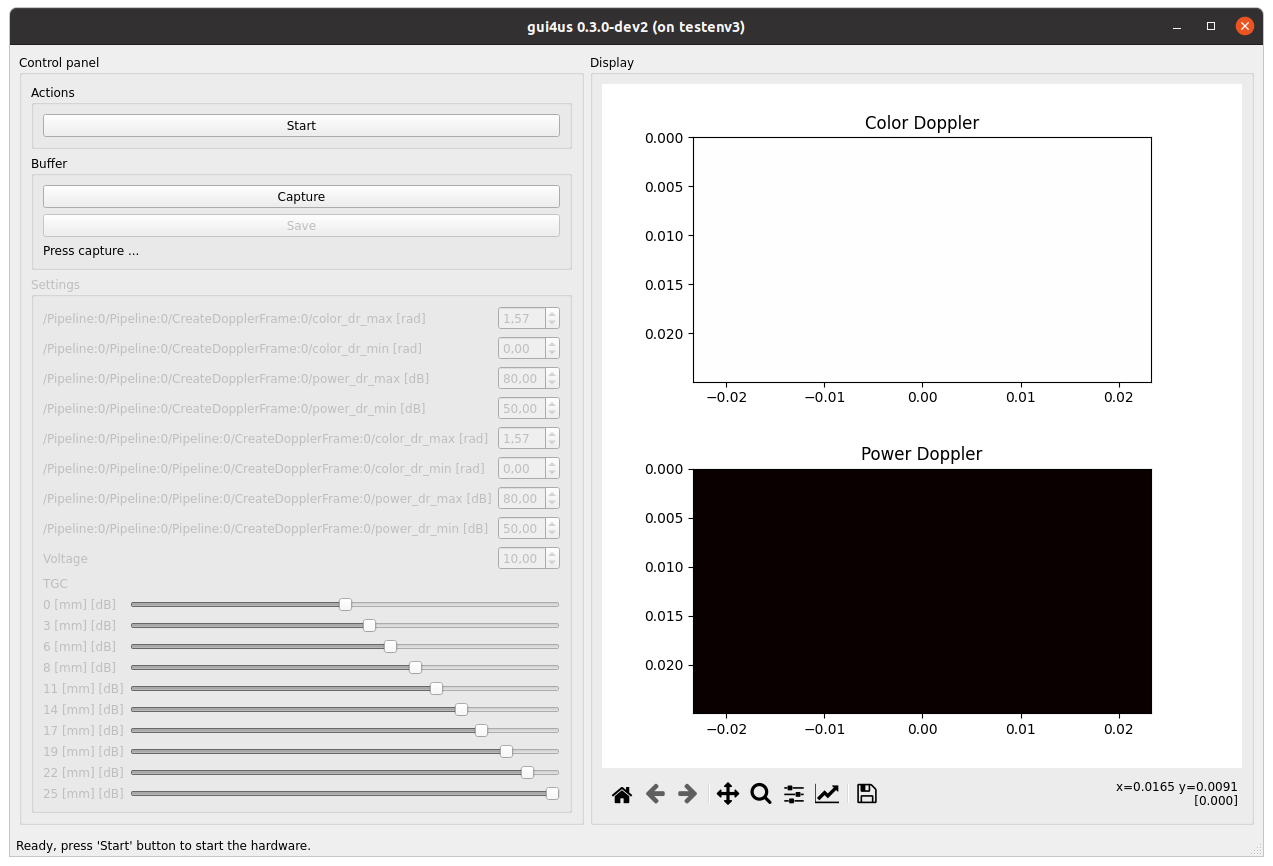 gui4us 0.3.0-dev2 (on testenv3)
Control panel
Actions
Start
Buffer
Capture
Save
Press capture ...
Settings
/Pipeline:0/Pipeline:0/CreateDopplerFrame:0/color_dr_max [rad] 1,57
/Pipeline:0/Pipeline:0/CreateDopplerFrame:0/color_dr_min [rad] 0,00
/Pipeline:0/Pipeline:0/CreateDopplerFrame:0/power_dr_max [dB] 80,00
/Pipeline:0/Pipeline:0/CreateDopplerFrame:0/power_dr_min [dB] 50,00
/Pipeline:0/Pipeline:0/Pipeline:0/CreateDopplerFrame:0/color_dr_max [rad] 1,57
/Pipeline:0/Pipeline:0/Pipeline:0/CreateDopplerFrame:0/color_dr_min [rad] 0,00
/Pipeline:0/Pipeline:0/Pipeline:0/CreateDopplerFrame:0/power_dr_max [dB] 80,00
/Pipeline:0/Pipeline:0/Pipeline:0/CreateDopplerFrame:0/power_dr_min [dB] 50,00
Voltage 10,00
TGC
0 [mm] [dB]
3 [mm] [dB]
6 [mm] [dB]
8 [mm] [dB]
11 [mm] [dB]
14 [mm] [dB]
17 [mm] [dB]
19 [mm] [dB]
22 [mm] [dB]
25 [mm] [dB]
Display
Color Doppler
0.000
0.005
0.010
0.015
0.020
−0.02 −0.01 0.00 0.01 0.02
Power Doppler
0.000
0.005
0.010
0.015
0.020
−0.02 −0.01 0.00 0.01 0.02
x=0.0165 y=0.0091
[0.000]
Ready, press 'Start' button to start the hardware.